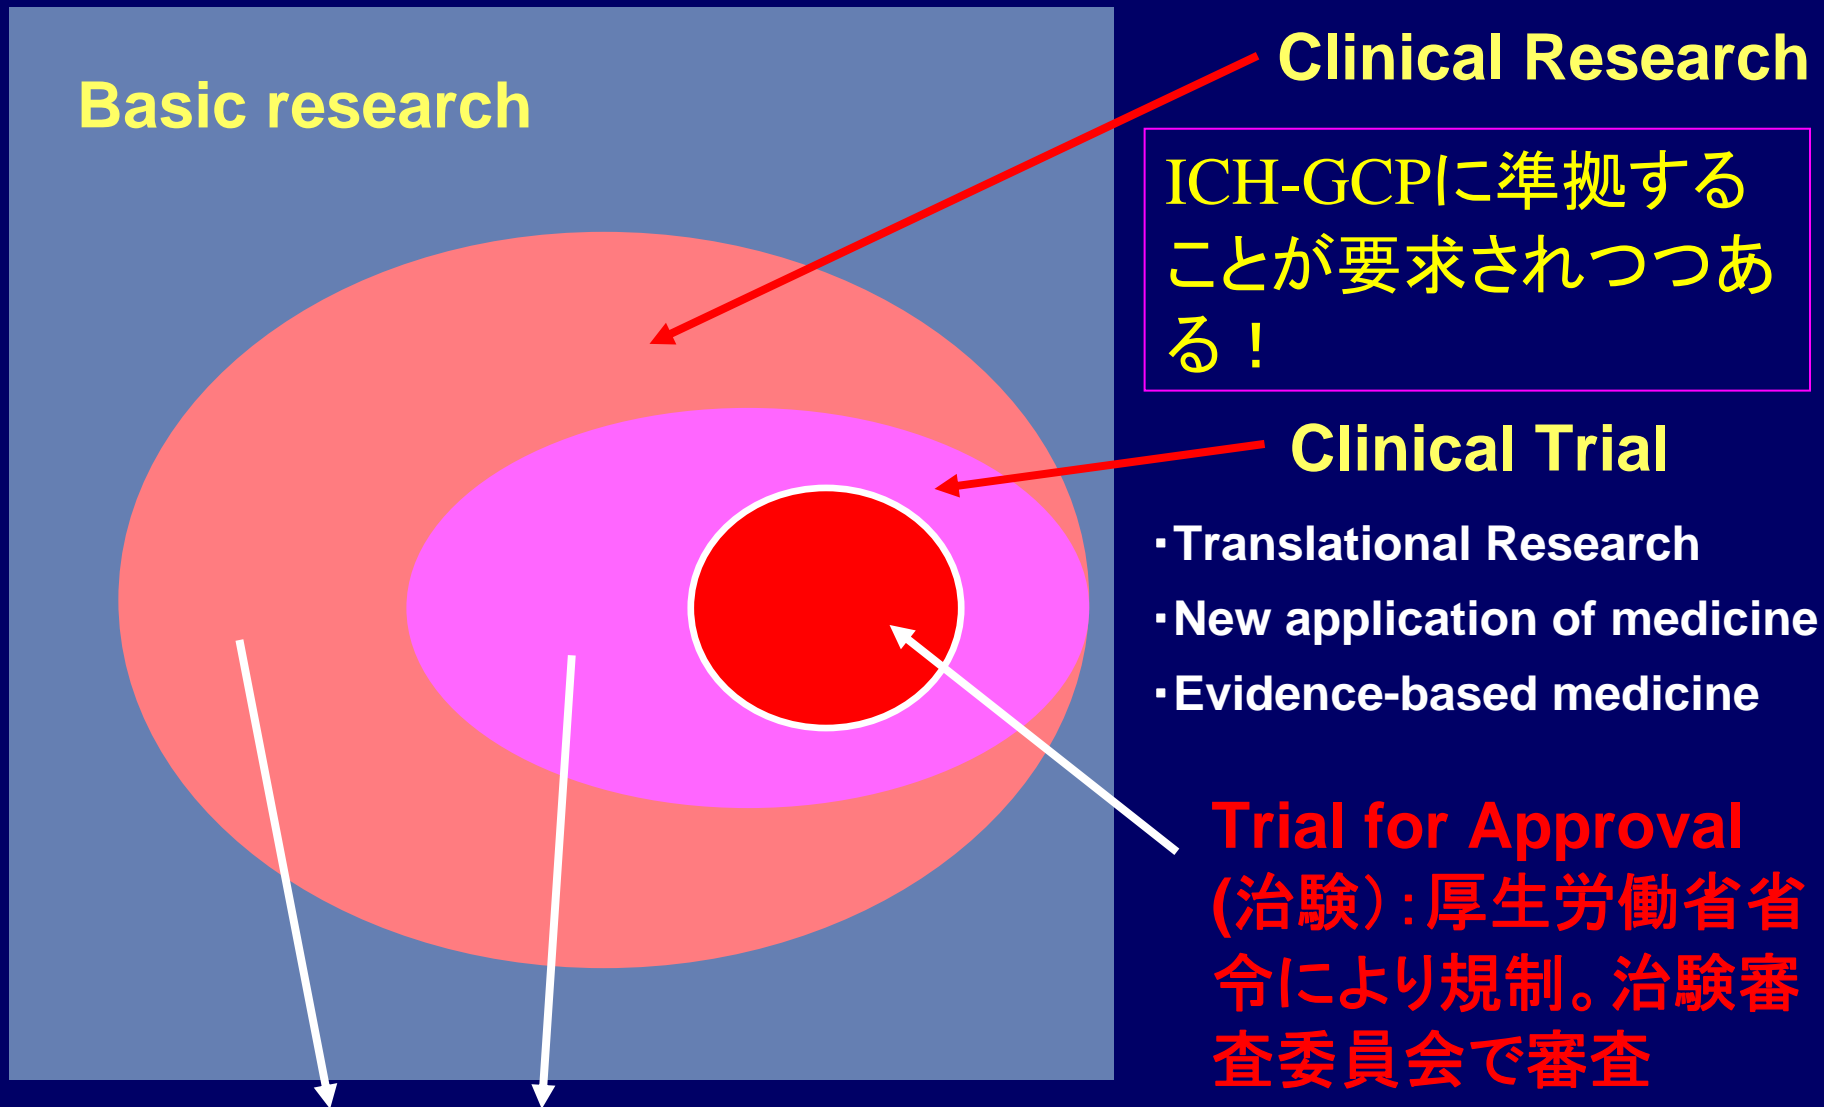 Basic research
Clinical Research
ICH-GCPに準拠する
ことが要求されつつあ
る！
Clinical Trial
・Translational Research
・New application of medicine
・Evidence-based medicine
Trial for Approval
(治験）：厚生労働省省
令により規制。治験審
査委員会で審査